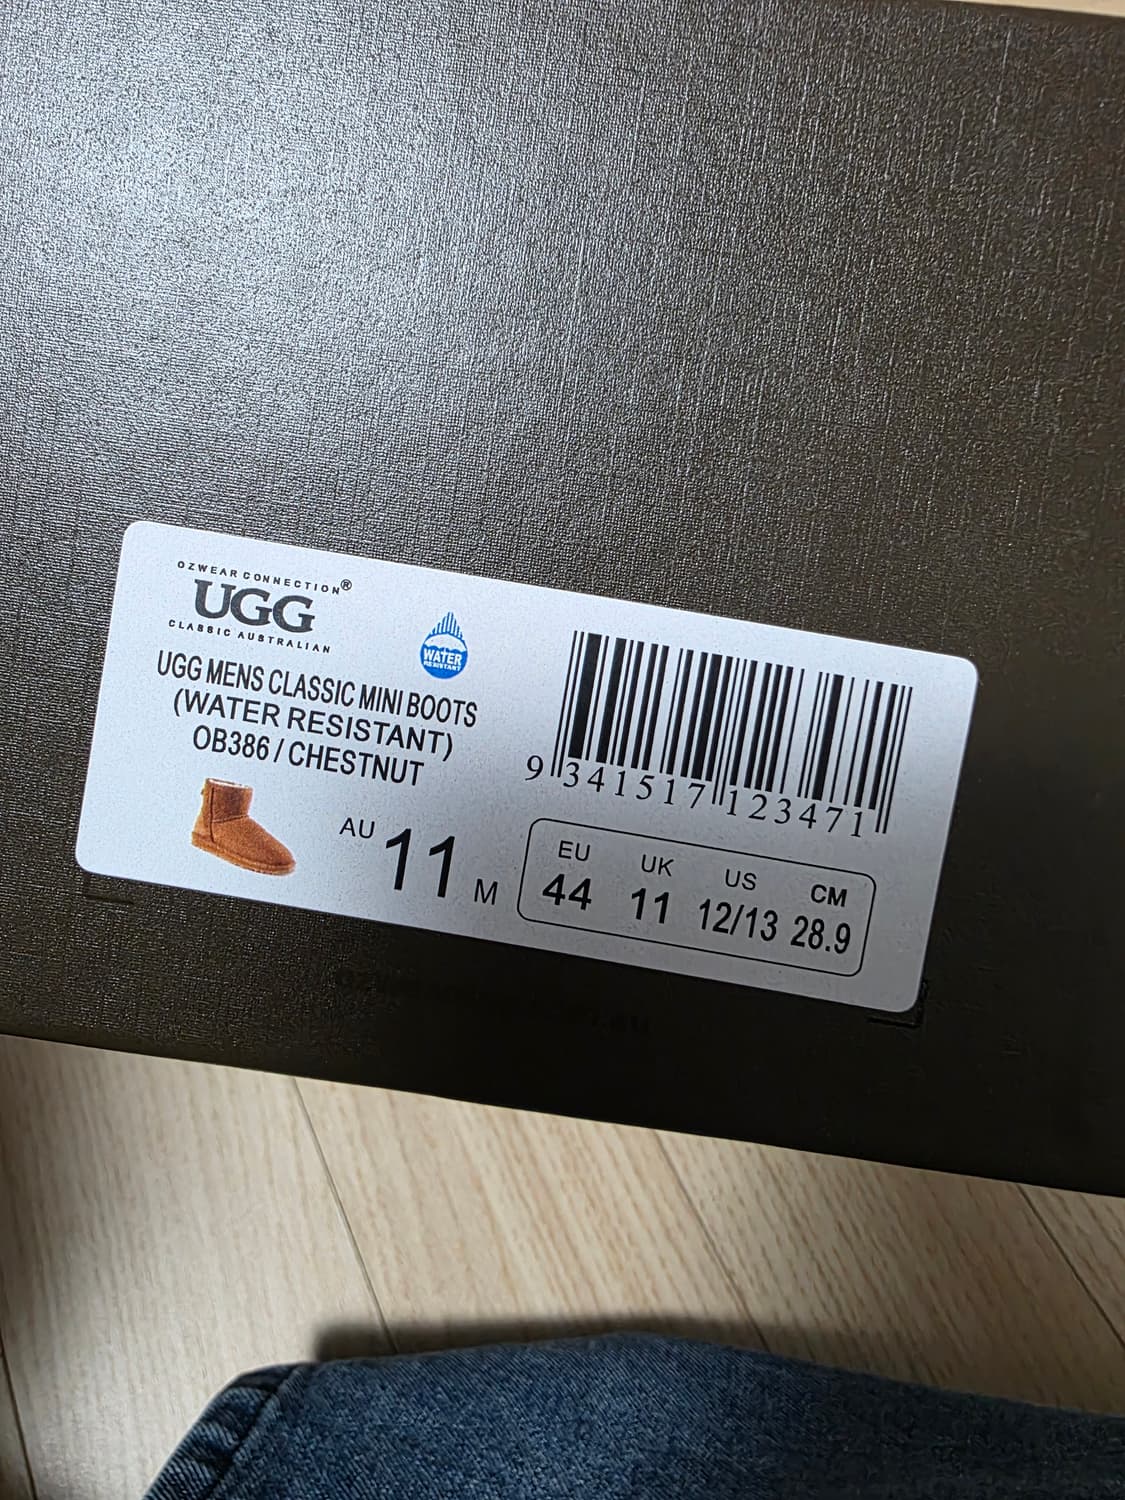 OZWEAR CONNECTION®
UGG
CLASSIC AUSTRALIAN
WATER
RESISTANT
UGG MENS CLASSIC MINI BOOTS
(WATER RESISTANT)
OB386 / CHESTNUT
AU 11 M
9 341517 123471
EU UK US CM
44 11 12/13 28.9